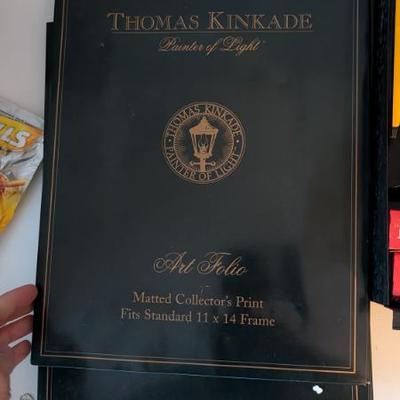 THOMAS KINKADE
Painter of Light™
THOMAS KINKADE
PAINTER OF LIGHT
Art Folio
Matted Collector's Print
Fits Standard 11 x 14 Frame